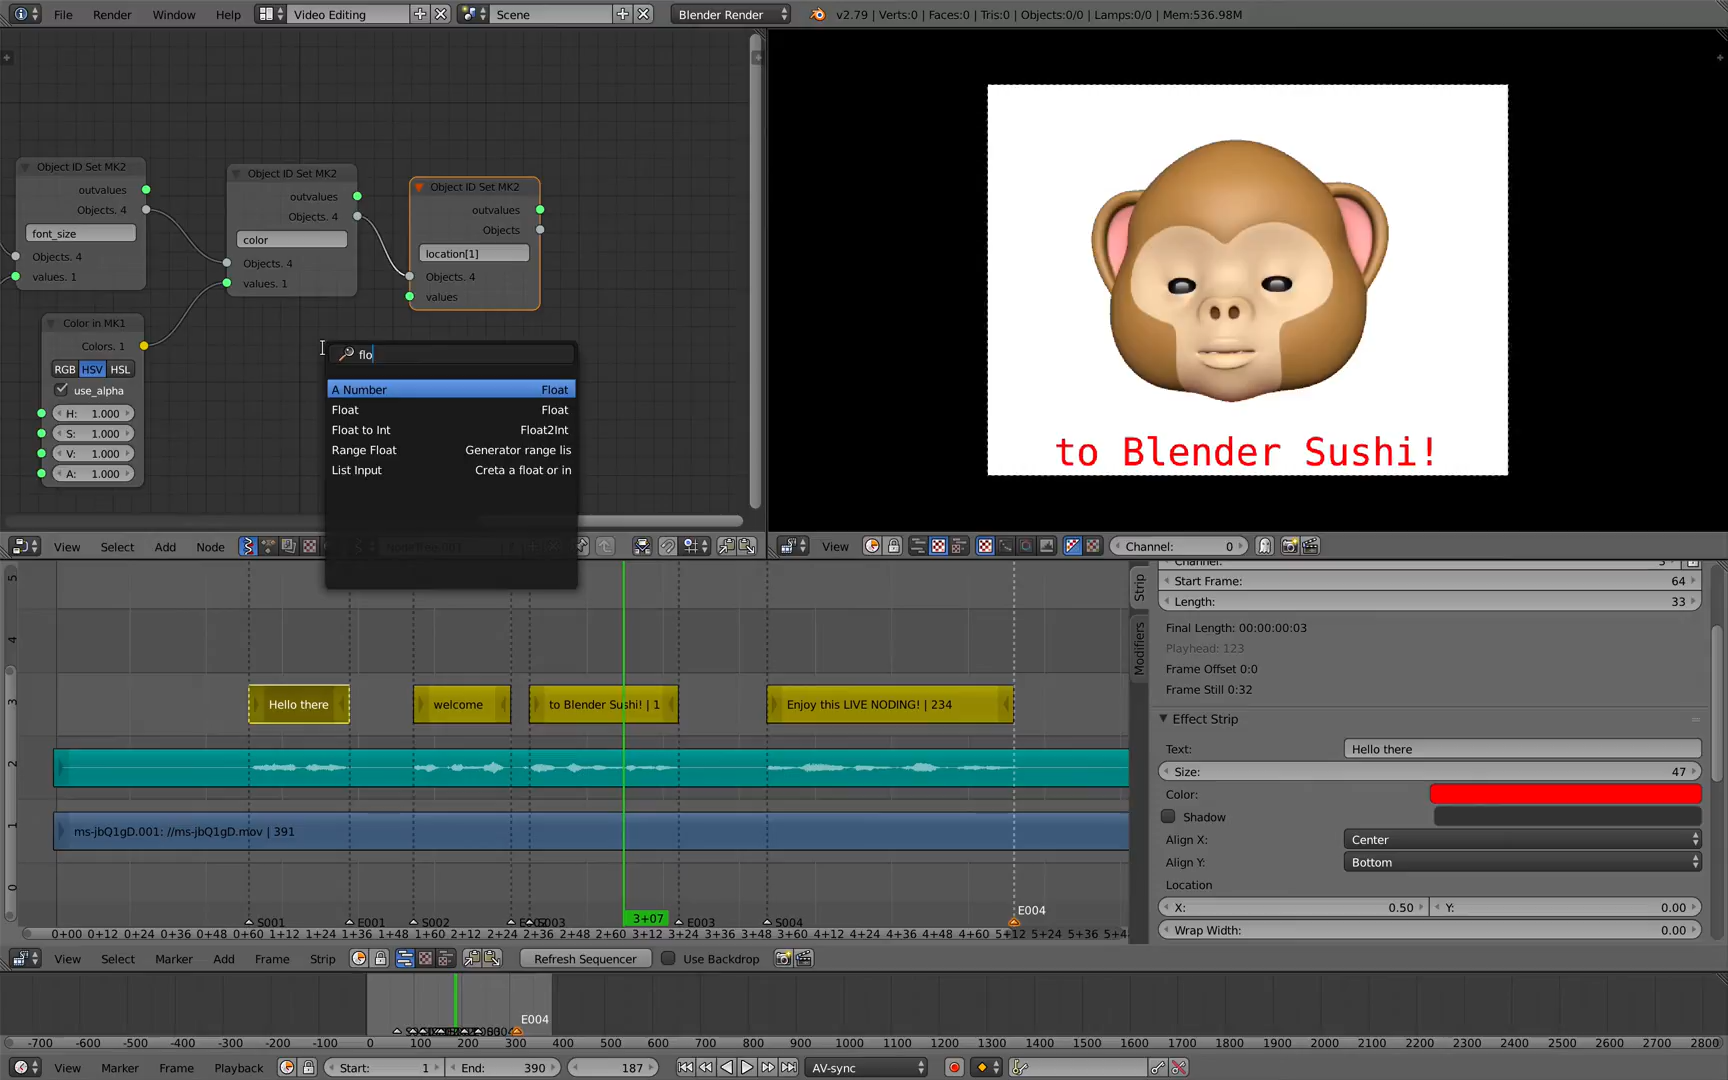 File Render Window Help Video Editing Scene Blender Render v2.79 | Verts:0 | Faces:0 | Tris:0 | Objects:0/0 | Lamps:0/0 | Mem:536.98M
Object ID Set MK2
outvalues
Objects. 4
font_size
Objects. 4
values. 1
Object ID Set MK2
outvalues
Objects. 4
color
Objects. 4
values. 1
Object ID Set MK2
outvalues
Objects
location[1]
Objects. 4
values
Color in MK1
Colors. 1
RGB HSV HSL
use_alpha
H: 1.000
S: 1.000
V: 1.000
A: 1.000
flo
A Number Float
Float Float
Float to Int Float2Int
Range Float Generator range lis
List Input Creta a float or in
to Blender Sushi!
View Select Add Node
View Channel: 0
5
4
3
2
1
0
Hello there
welcome
to Blender Sushi! | 1
Enjoy this LIVE NODING! | 234
ms-jbQ1gD.001: //ms-jbQ1gD.mov | 391
S001 E001 S002 S003 E003 S004 E004
3+07
0+00 0+12 0+24 0+36 0+48 0+60 1+12 1+24 1+36 1+48 1+60 2+12 2+24 2+36 2+48 2+60 3+12 3+24 3+36 3+48 3+60 4+12 4+24 4+36 4+48 4+60 5+12 5+24 5+36
Strip
Modifiers
Start Frame: 64
Length: 33
Final Length: 00:00:00:03
Playhead: 123
Frame Offset 0:0
Frame Still 0:32
Effect Strip
Text: Hello there
Size: 47
Color:
Shadow
Align X: Center
Align Y: Bottom
Location
X: 0.50 Y: 0.00
Wrap Width: 0.00
View Select Marker Add Frame Strip Refresh Sequencer Use Backdrop
E004
-700 -600 -500 -400 -300 -200 -100 0 100 200 300 400 500 600 700 800 900 1000 1100 1200 1300 1400 1500 1600 1700 1800 1900 2000 2100 2200 2300 2400 2500 2600 2700 2800
View Marker Frame Playback Start: 1 End: 390 187 AV-sync